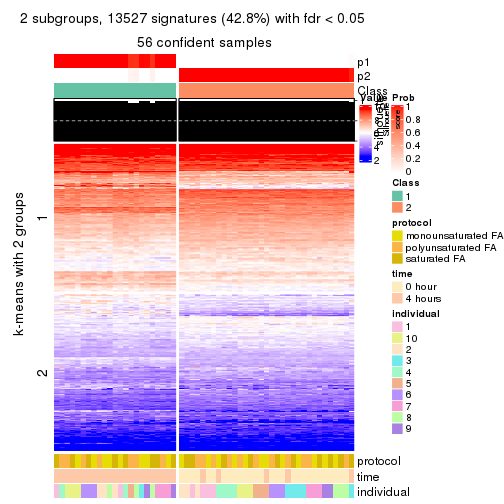 2 subgroups, 13527 signatures (42.8%) with fdr < 0.05
56 confident samples
p1
p2
Class
k-means with 2 groups
1
2
protocol
time
individual
Value
2
Prob
1
0.8
0.6
0.4
0.2
0
Class
1
2
protocol
monounsaturated FA
polyunsaturated FA
saturated FA
time
0 hour
4 hours
individual
1
10
2
3
4
5
6
7
8
9